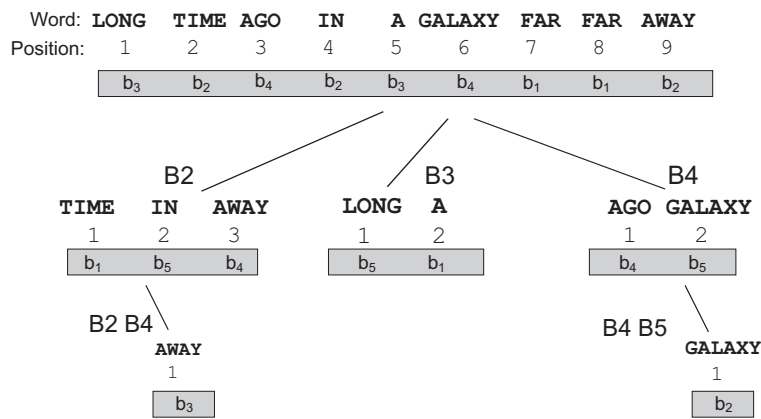 Word: LONG TIME AGO IN A GALAXY FAR FAR AWAY
Position: 1 2 3 4 5 6 7 8 9
b3 b2 b4 b2 b3 b4 b1 b1 b2
B2 B3 B4
TIME IN AWAY LONG A AGO GALAXY
1 2 3 1 2 1 2
b1 b5 b4 b5 b1 b4 b5
B2 B4 B4 B5
AWAY GALAXY
1 1
b3 b2